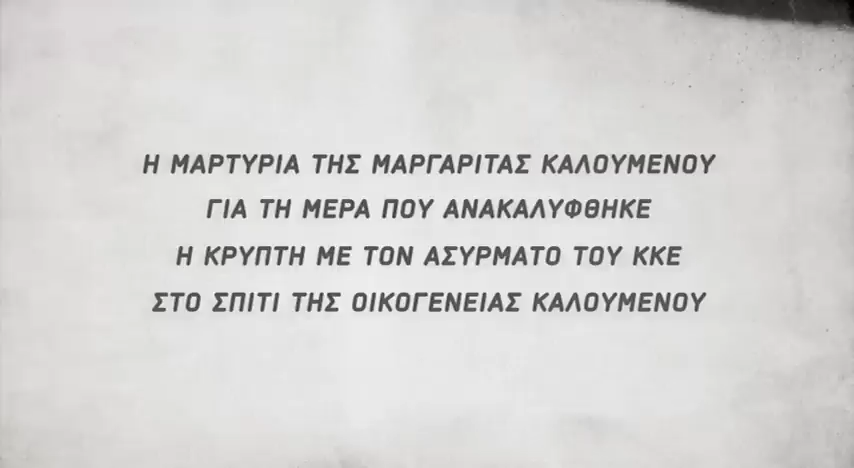 Η ΜΑΡΤΥΡΙΑ ΤΗΣ ΜΑΡΓΑΡΙΤΑΣ ΚΑΛΟΥΜΕΝΟΥ
ΓΙΑ ΤΗ ΜΕΡΑ ΠΟΥ ΑΝΑΚΑΛΥΦΘΗΚΕ
Η ΚΡΥΠΤΗ ΜΕ ΤΟΝ ΑΣΥΡΜΑΤΟ ΤΟΥ ΚΚΕ
ΣΤΟ ΣΠΙΤΙ ΤΗΣ ΟΙΚΟΓΕΝΕΙΑΣ ΚΑΛΟΥΜΕΝΟΥ